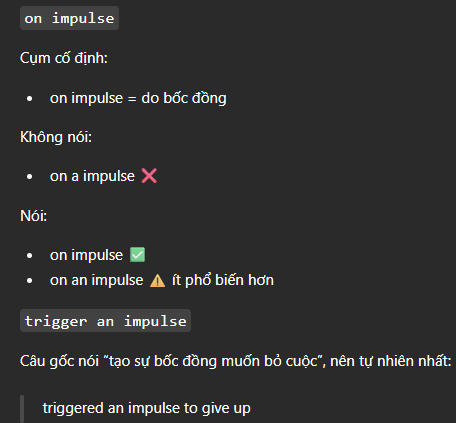 on impulse
Cụm cố định:
• on impulse = do bốc đồng
Không nói:
• on a impulse ❌
Nói:
• on impulse ✅
• on an impulse ⚠️ ít phổ biến hơn
trigger an impulse
Câu gốc nói “tạo sự bốc đồng muốn bỏ cuộc”, nên tự nhiên nhất:
triggered an impulse to give up